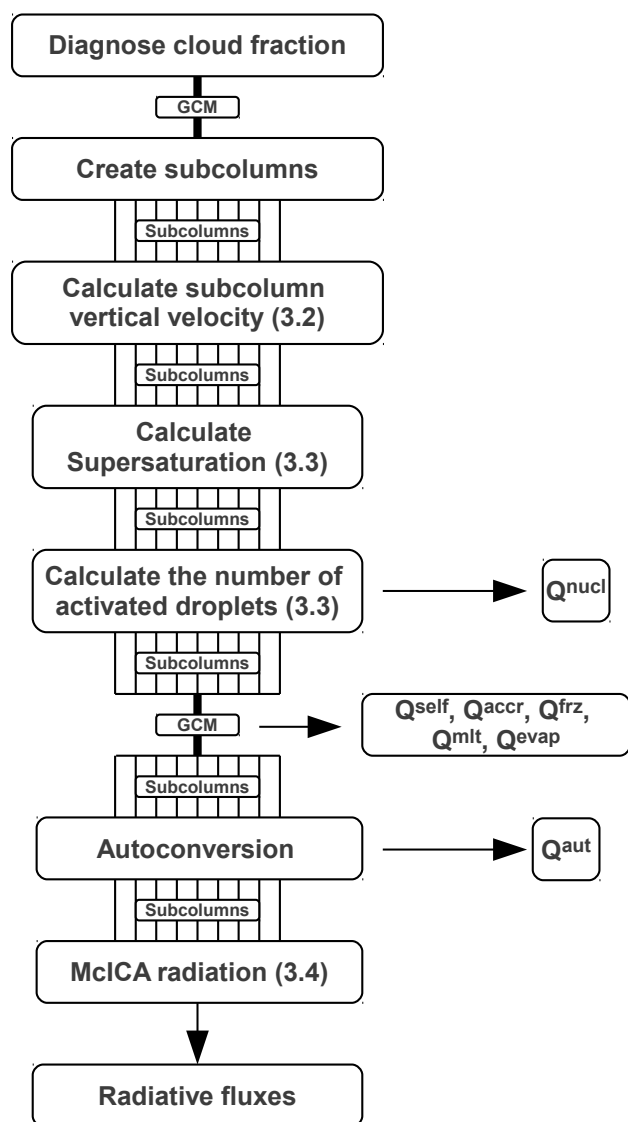 Diagnose cloud fraction
GCM
Create subcolumns
Subcolumns
Calculate subcolumn
vertical velocity (3.2)
Subcolumns
Calculate
Supersaturation (3.3)
Subcolumns
Calculate the number of
activated droplets (3.3)
Qnucl
Subcolumns
GCM
Qself, Qaccr, Qfrz,
Qmlt, Qevap
Subcolumns
Autoconversion
Qaut
Subcolumns
McICA radiation (3.4)
Radiative fluxes